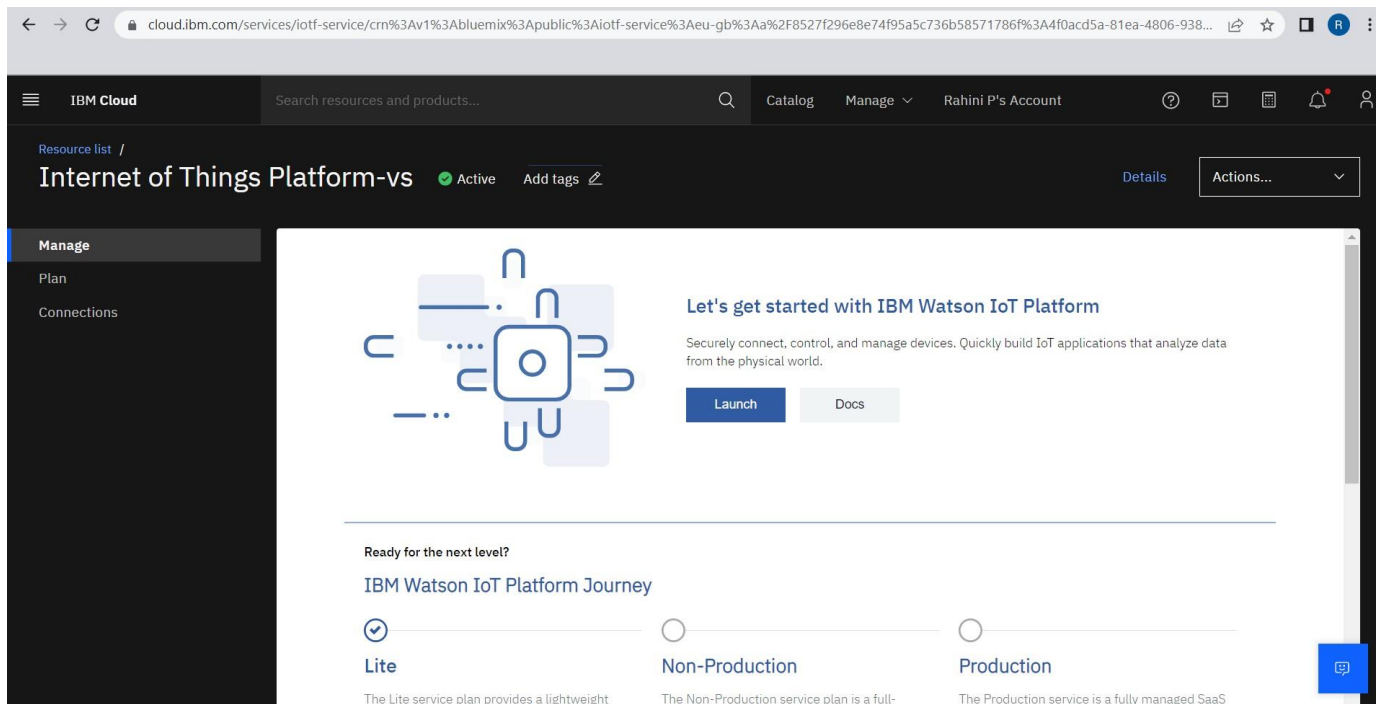 cloud.ibm.com/services/iotf-service/crn%3Av1%3Abluemix%3Apublic%3Aiotf-service%3Aeu-gb%3Aa%2F8527f296e8e74f95a5c736b58571786f%3A4f0acd5a-81ea-4806-938...
R
IBM Cloud
Search resources and products...
Catalog
Manage
Rahini P's Account
Resource list /
Internet of Things Platform-vs
Active
Add tags
Details
Actions...
Manage
Plan
Connections
Let's get started with IBM Watson IoT Platform
Securely connect, control, and manage devices. Quickly build IoT applications that analyze data
from the physical world.
Launch
Docs
Ready for the next level?
IBM Watson IoT Platform Journey
Lite
Non-Production
Production
The Lite service plan provides a lightweight
The Non-Production service plan is a full-
The Production service is a fully managed SaaS